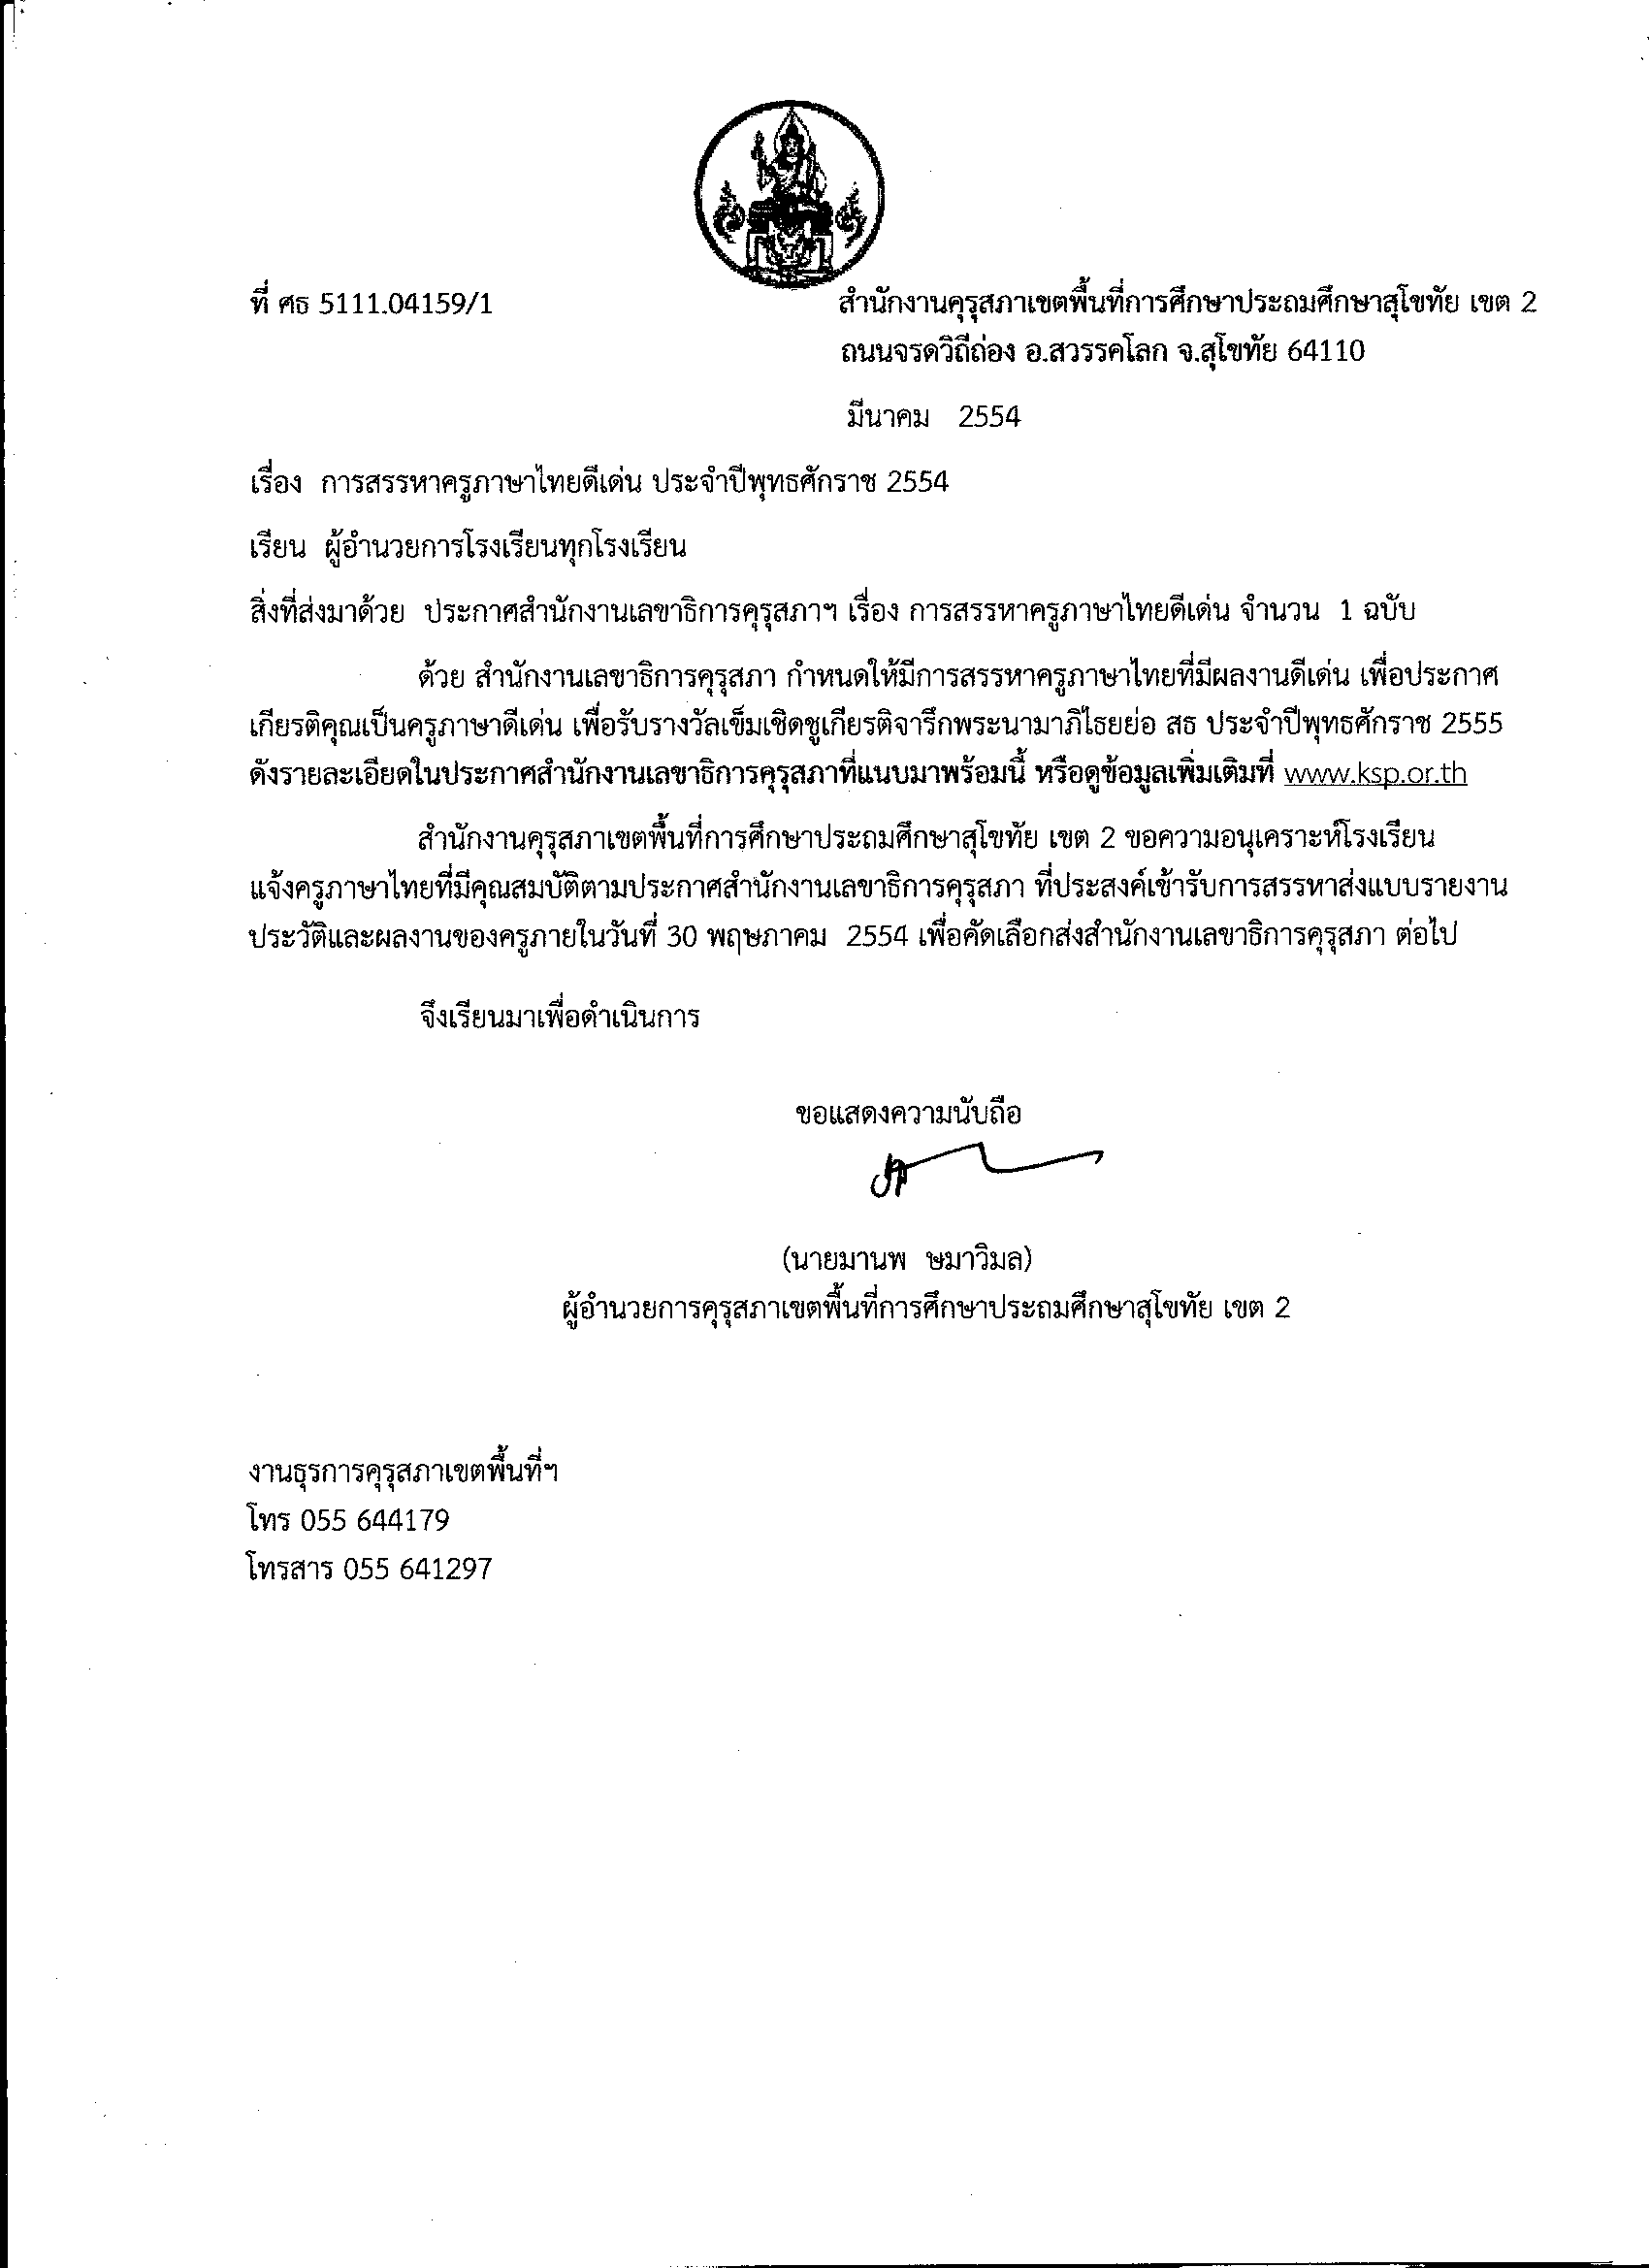 ที่ ศธ 5111.04159/1
สำนักงานคุรุสภาเขตพื้นที่การศึกษาประถมศึกษาสุโขทัย เขต 2
ถนนจรดวิถีถ่อง อ.สวรรคโลก จ.สุโขทัย 64110
มีนาคม 2554
เรื่อง การสรรหาครูภาษาไทยดีเด่น ประจำปีพุทธศักราช 2554
เรียน ผู้อำนวยการโรงเรียนทุกโรงเรียน
สิ่งที่ส่งมาด้วย ประกาศสำนักงานเลขาธิการคุรุสภาฯ เรื่อง การสรรหาครูภาษาไทยดีเด่น จำนวน 1 ฉบับ
ด้วย สำนักงานเลขาธิการคุรุสภา กำหนดให้มีการสรรหาครูภาษาไทยที่มีผลงานดีเด่น เพื่อประกาศ
เกียรติคุณเป็นครูภาษาดีเด่น เพื่อรับรางวัลเข็มเชิดชูเกียรติจารึกพระนามาภิไธยย่อ สธ ประจำปีพุทธศักราช 2555
ดังรายละเอียดในประกาศสำนักงานเลขาธิการคุรุสภาที่แนบมาพร้อมนี้ หรือดูข้อมูลเพิ่มเติมที่ www.ksp.or.th
สำนักงานคุรุสภาเขตพื้นที่การศึกษาประถมศึกษาสุโขทัย เขต 2 ขอความอนุเคราะห์โรงเรียน
แจ้งครูภาษาไทยที่มีคุณสมบัติตามประกาศสำนักงานเลขาธิการคุรุสภา ที่ประสงค์เข้ารับการสรรหาส่งแบบรายงาน
ประวัติและผลงานของครูภายในวันที่ 30 พฤษภาคม 2554 เพื่อคัดเลือกส่งสำนักงานเลขาธิการคุรุสภา ต่อไป
จึงเรียนมาเพื่อดำเนินการ
ขอแสดงความนับถือ
(นายมานพ ษมาวิมล)
ผู้อำนวยการคุรุสภาเขตพื้นที่การศึกษาประถมศึกษาสุโขทัย เขต 2
งานธุรการคุรุสภาเขตพื้นที่ฯ
โทร 055 644179
โทรสาร 055 641297